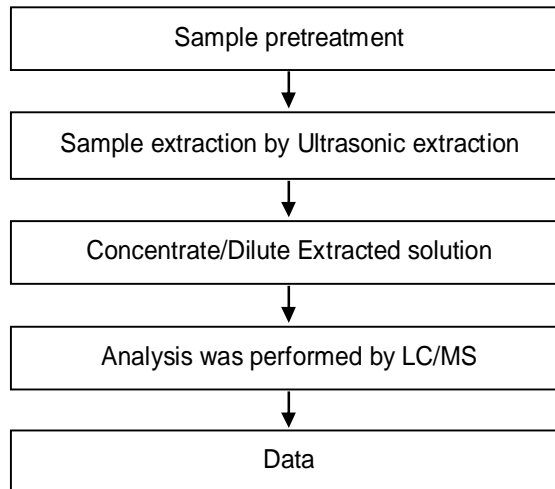 Sample pretreatment
Sample extraction by Ultrasonic extraction
Concentrate/Dilute Extracted solution
Analysis was performed by LC/MS
Data